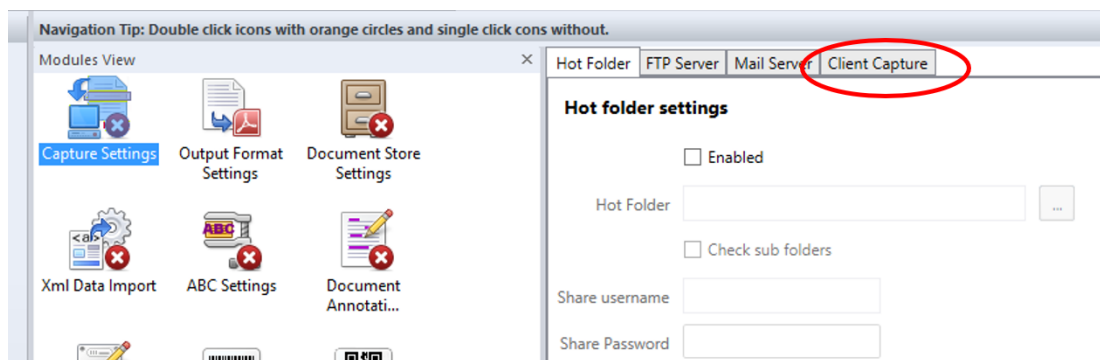 Navigation Tip: Double click icons with orange circles and single click cons without.
Modules View
Capture Settings
Output Format
Settings
Document Store
Settings
<a/>
ABC
Xml Data Import
ABC Settings
Document
Annotati...
Hot Folder
FTP Server
Mail Server
Client Capture
Hot folder settings
Enabled
Hot Folder
...
Check sub folders
Share username
Share Password